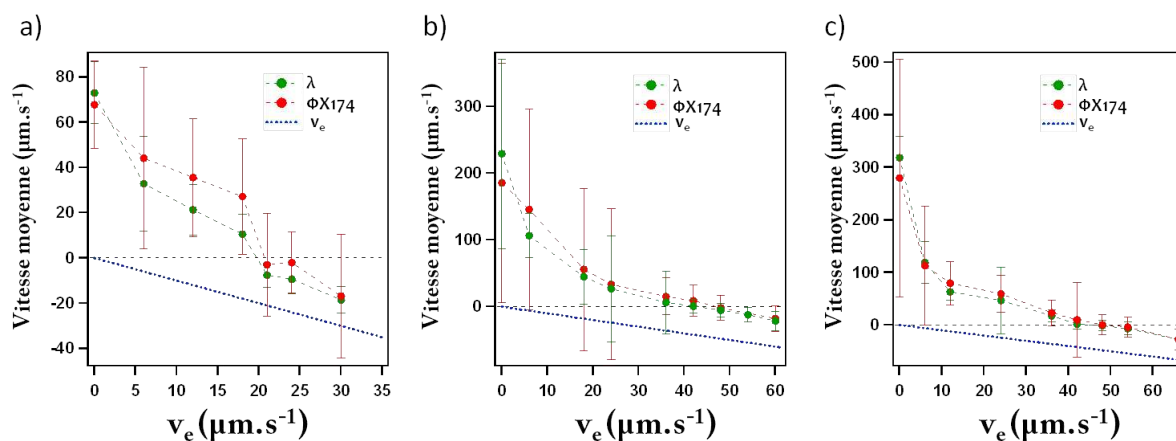 a)
Vitesse moyenne (µm.s⁻¹)
80
60
40
20
0
-20
-40
λ
ΦX174
vₑ
0 5 10 15 20 25 30 35
vₑ (µm.s⁻¹)
b)
Vitesse moyenne (µm.s⁻¹)
300
200
100
0
λ
ΦX174
vₑ
0 10 20 30 40 50 60
vₑ (µm.s⁻¹)
c)
Vitesse moyenne (µm.s⁻¹)
500
400
300
200
100
0
λ
ΦX174
vₑ
0 10 20 30 40 50 60
vₑ (µm.s⁻¹)